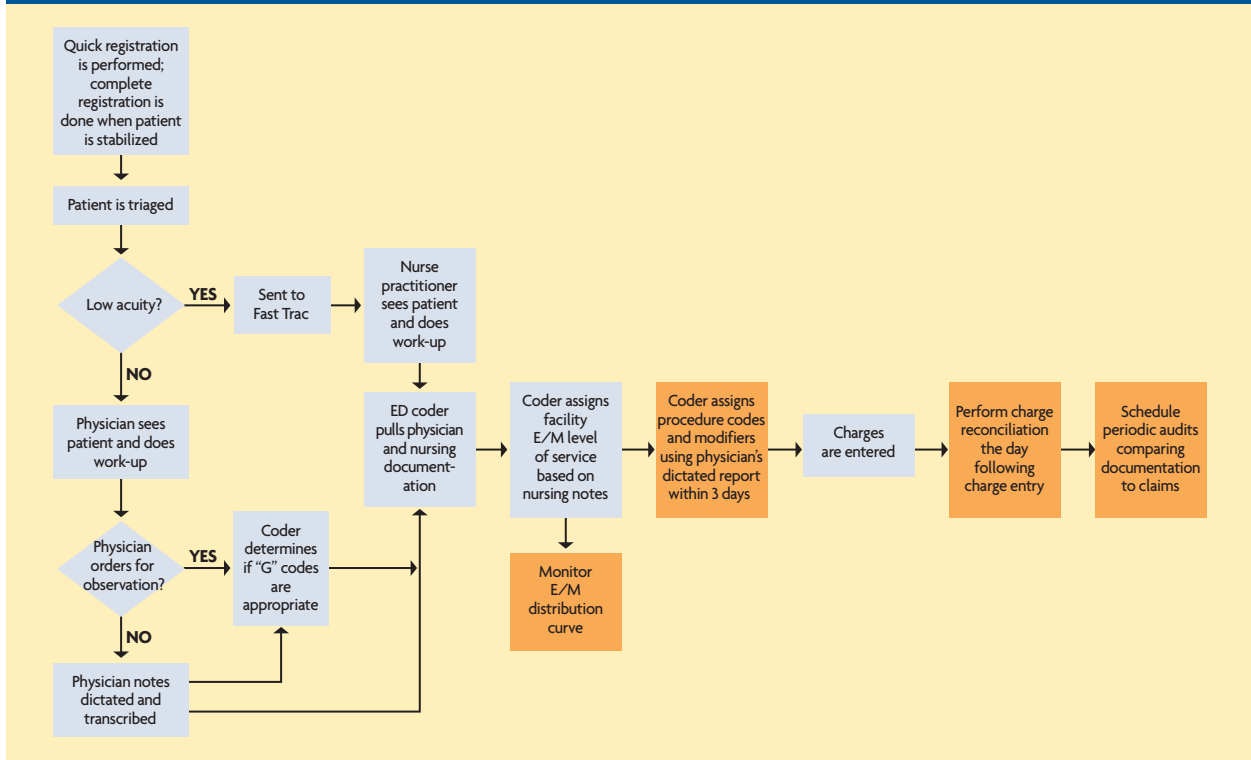 Quick registration
is performed;
complete
registration is
done when patient
is stabilized
Patient is triaged
Low acuity?
YES
Sent to
Fast Trac
Nurse
practitioner
sees patient
and does
work-up
NO
Physician sees
patient and does
work-up
ED coder
pulls physician
and nursing
document-
ation
Coder assigns
facility
E/M level
of service
based on
nursing notes
Coder assigns
procedure codes
and modifiers
using physician's
dictated report
within 3 days
Charges
are entered
Perform charge
reconciliation
the day
following
charge entry
Schedule
periodic audits
comparing
documentation
to claims
Physician
orders for
observation?
YES
Coder
determines
if "G" codes
are
appropriate
Monitor
E/M
distribution
curve
NO
Physician notes
dictated and
transcribed